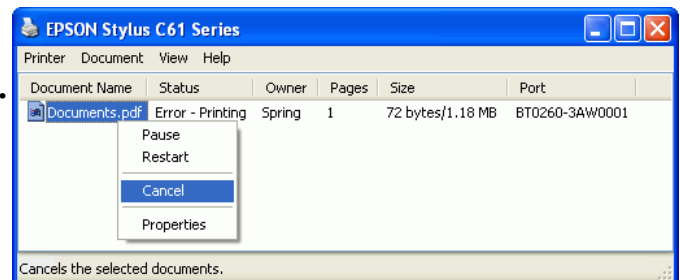 EPSON Stylus C61 Series
Printer Document View Help
Document Name Status Owner Pages Size Port
Documents.pdf Error - Printing Spring 1 72 bytes/1.18 MB BT0260-3AW0001
Pause
Restart
Cancel
Properties
Cancels the selected documents.